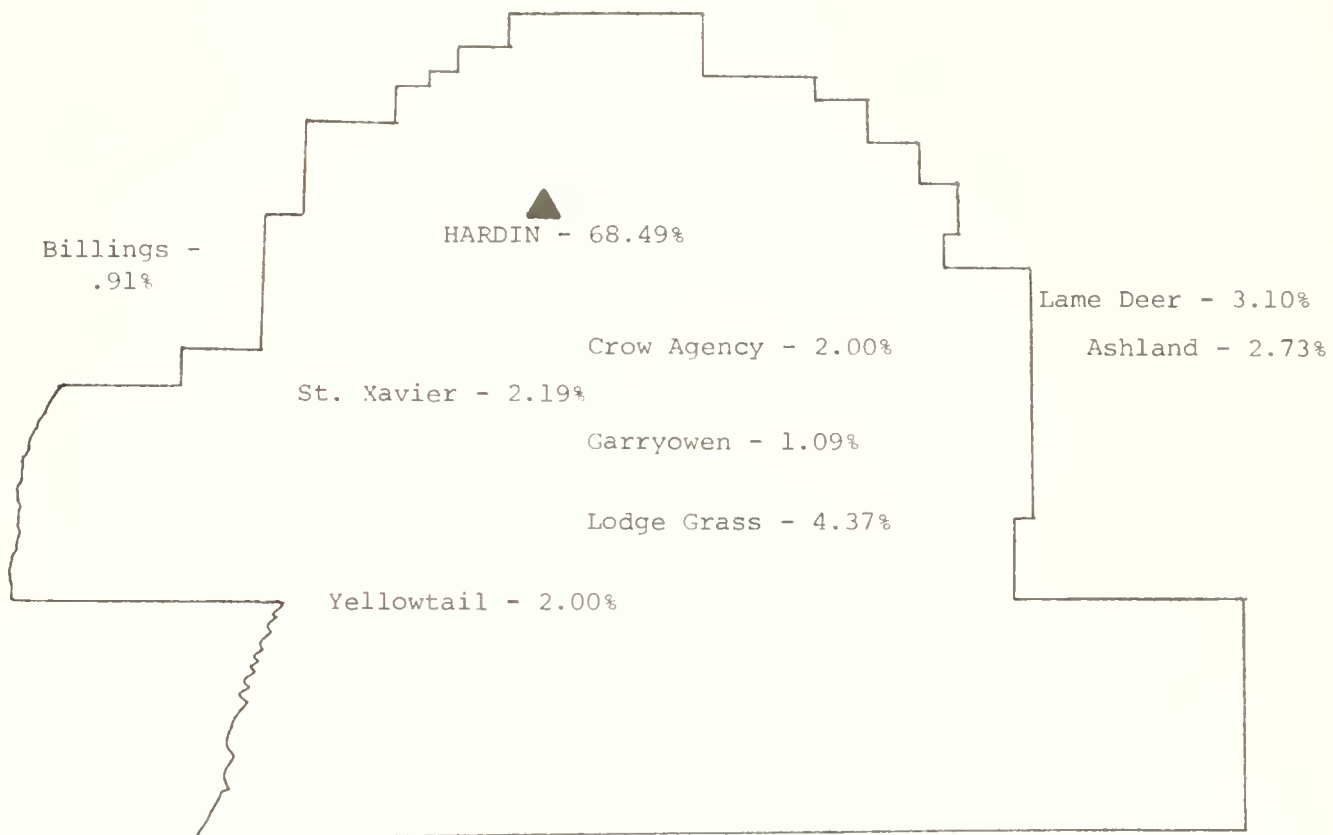 HARDIN - 68.49%
Billings -
.91%
Lame Deer - 3.10%
Crow Agency - 2.00%
Ashland - 2.73%
St. Xavier - 2.19%
Garryowen - 1.09%
Lodge Grass - 4.37%
Yellowtail - 2.00%